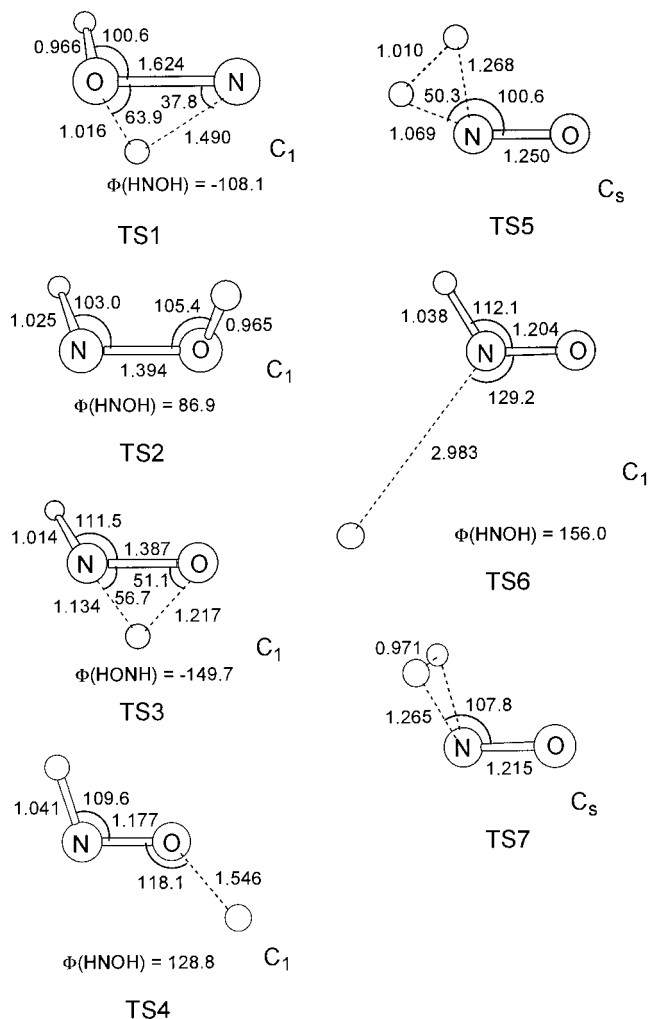 0.966
100.6
1.624
O
N
63.9
37.8
1.016
1.490
C₁
Φ(HNOH) = -108.1
TS1
1.010
1.268
50.3
100.6
1.069
N
O
1.250
Cₛ
TS5
1.025
103.0
105.4
0.965
N
O
1.394
C₁
Φ(HNOH) = 86.9
TS2
1.038
112.1
1.204
N
O
129.2
2.983
C₁
Φ(HNOH) = 156.0
TS6
1.014
111.5
1.387
N
O
51.1
56.7
1.134
1.217
C₁
Φ(HONH) = -149.7
TS3
0.971
1.265
107.8
N
O
1.215
Cₛ
TS7
1.041
109.6
1.177
N
O
118.1
1.546
C₁
Φ(HNOH) = 128.8
TS4